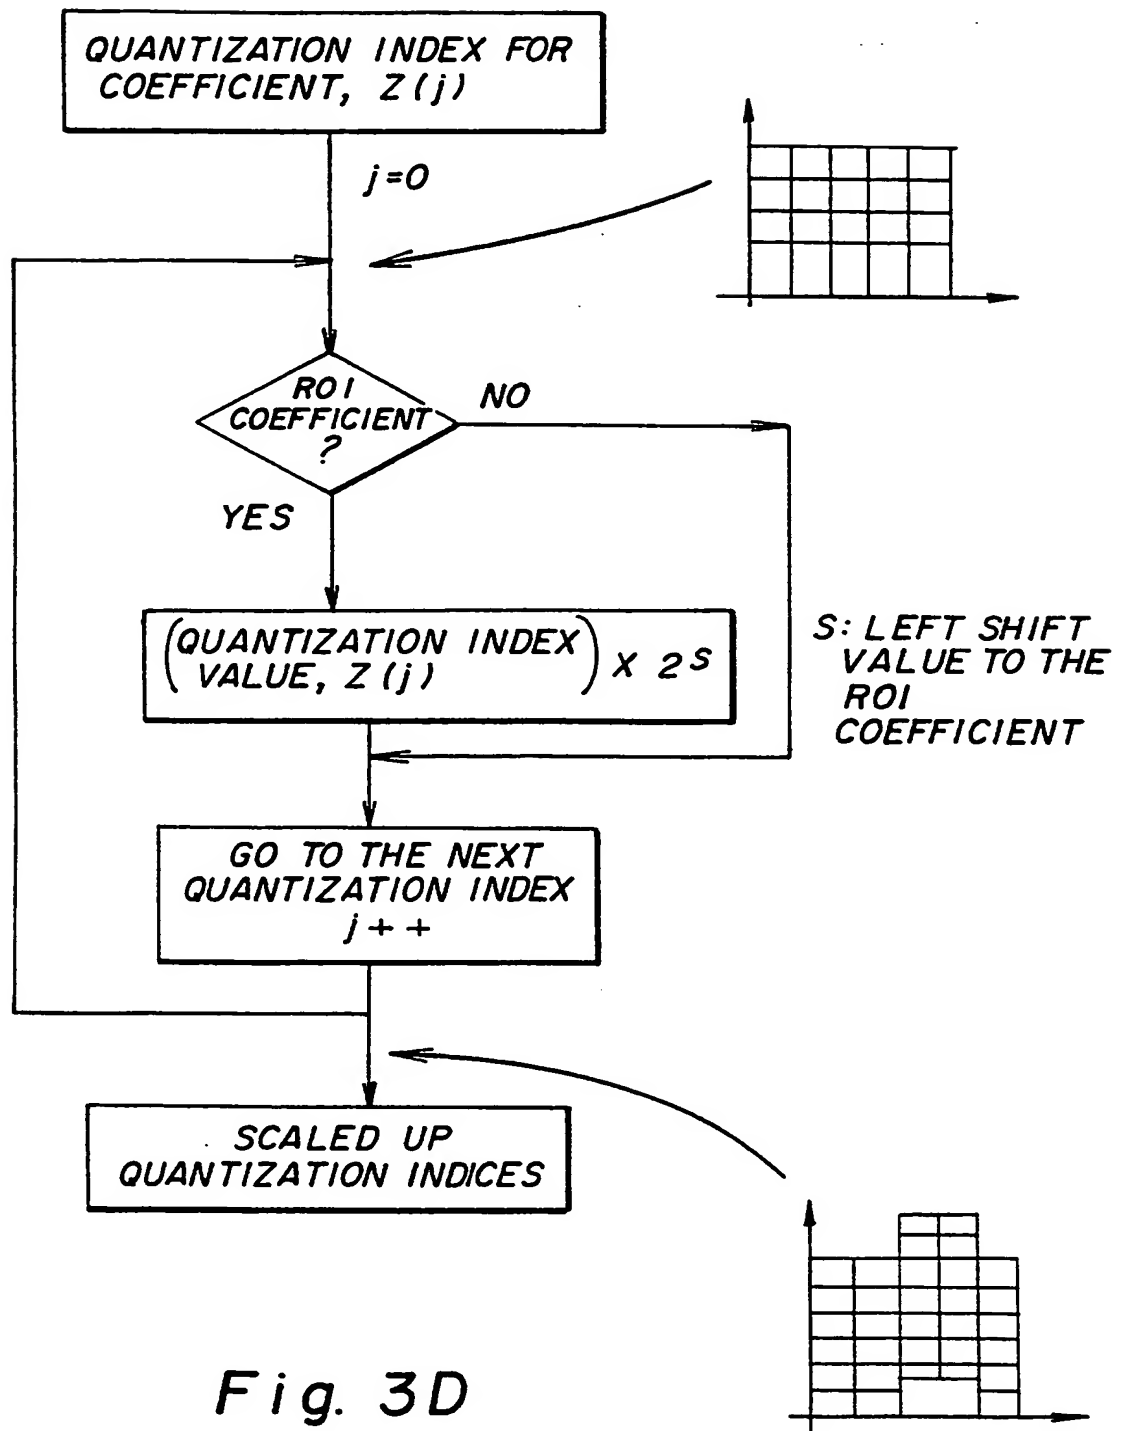 QUANTIZATION INDEX FOR
COEFFICIENT, Z(j)
j=0
ROI
COEFFICIENT
?
NO
YES
(QUANTIZATION INDEX
VALUE, Z(j)) X 2^S
S: LEFT SHIFT
VALUE TO THE
ROI
COEFFICIENT
GO TO THE NEXT
QUANTIZATION INDEX
j++
SCALED UP
QUANTIZATION INDICES
Fig. 3D